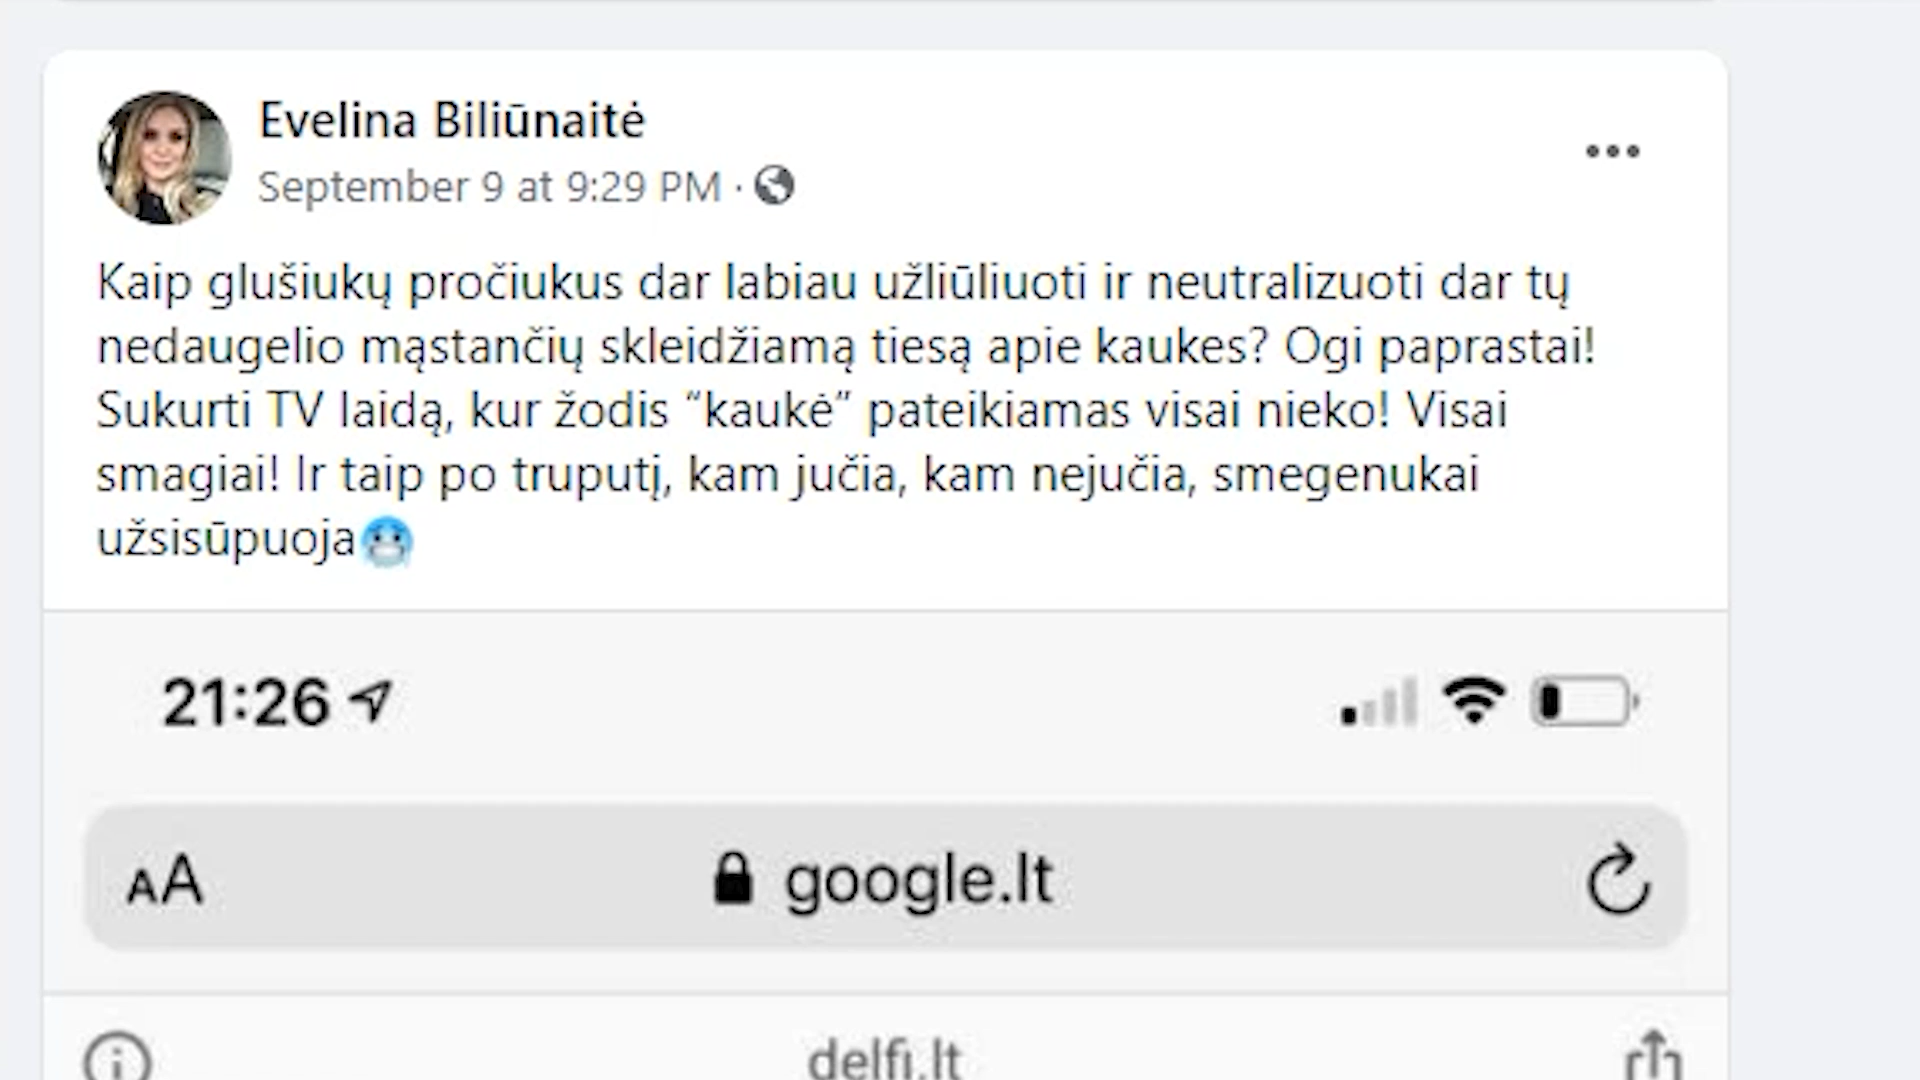 Evelina Biliūnaitė
September 9 at 9:29 PM ·
Kaip glušiukų pročiukus dar labiau užliūliuoti ir neutralizuoti dar tų
nedaugelio mąstančių skleidžiamą tiesą apie kaukes? Ogi paprastai!
Sukurti TV laidą, kur žodis “kaukė” pateikiamas visai nieko! Visai
smagiai! Ir taip po truputį, kam jučia, kam nejučia, smegenukai
užsisūpuoja
21:26
AA google.lt
delfi.lt